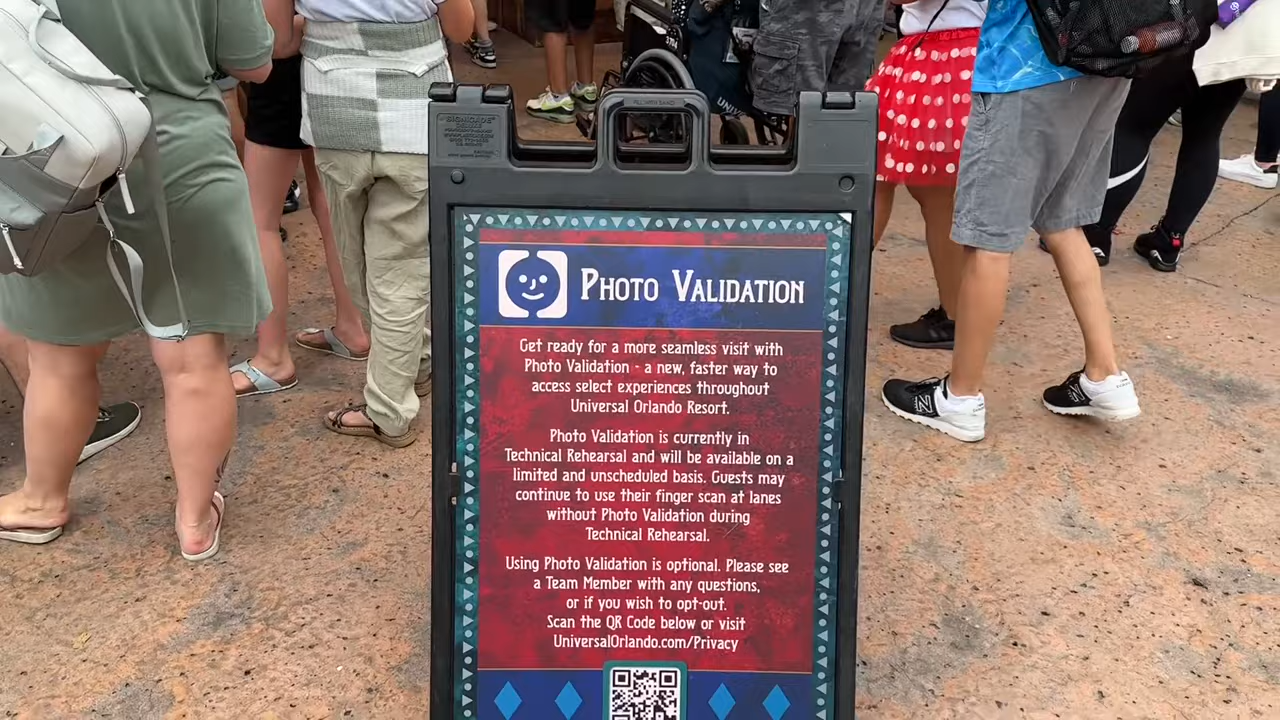 Photo Validation
Get ready for a more seamless visit with
Photo Validation - a new, faster way to
access select experiences throughout
Universal Orlando Resort.
Photo Validation is currently in
Technical Rehearsal and will be available on a
limited and unscheduled basis. Guests may
continue to use their finger scan at lanes
without Photo Validation during
Technical Rehearsal.
Using Photo Validation is optional. Please see
a Team Member with any questions,
or if you wish to opt-out.
Scan the QR Code below or visit
UniversalOrlando.com/Privacy